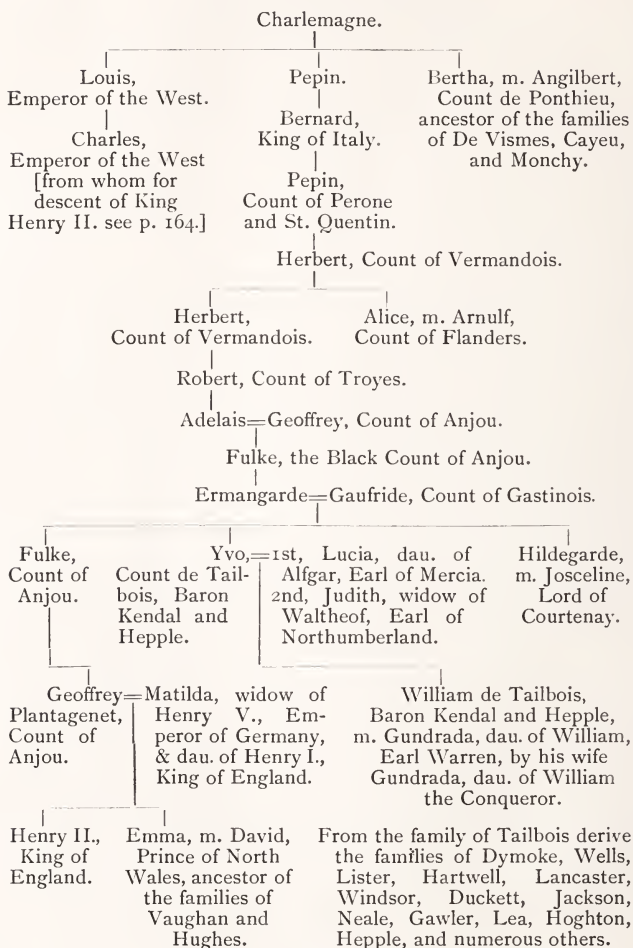 Charlemagne.
Louis,
Emperor of the West.
Charles,
Emperor of the West
[from whom for
descent of King
Henry II. see p. 164.]
Pepin.
Bernard,
King of Italy.
Pepin,
Count of Perone
and St. Quentin.
Bertha, m. Angilbert,
Count de Ponthieu,
ancestor of the families
of De Vismes, Cayeu,
and Monchy.
Herbert, Count of Vermandois.
Herbert,
Count of Vermandois.
Alice, m. Arnulf,
Count of Flanders.
Robert, Count of Troyes.
Adelais=Geoffrey, Count of Anjou.
Fulke, the Black Count of Anjou.
Ermangarde=Gaufride, Count of Gastinois.
Fulke,
Count of
Anjou.
Yvo,=1st, Lucia, dau. of
Count de Tail- Alfgar, Earl of Mercia.
bois, Baron 2nd, Judith, widow of
Kendal and Waltheof, Earl of
Hepple. Northumberland.
Hildegarde,
m. Josceline,
Lord of
Courtenay.
Geoffrey=Matilda, widow of
Plantagenet, Henry V., Em-
Count of peror of Germany,
Anjou. & dau. of Henry I.,
King of England.
William de Tailbois,
Baron Kendal and Hepple,
m. Gundrada, dau. of William,
Earl Warren, by his wife
Gundrada, dau. of William
the Conqueror.
Henry II.,
King of
England.
Emma, m. David,
Prince of North
Wales, ancestor of
the families of
Vaughan and
Hughes.
From the family of Tailbois derive
the families of Dymoke, Wells,
Lister, Hartwell, Lancaster,
Windsor, Duckett, Jackson,
Neale, Gawler, Lea, Hoghton,
Hepple, and numerous others.